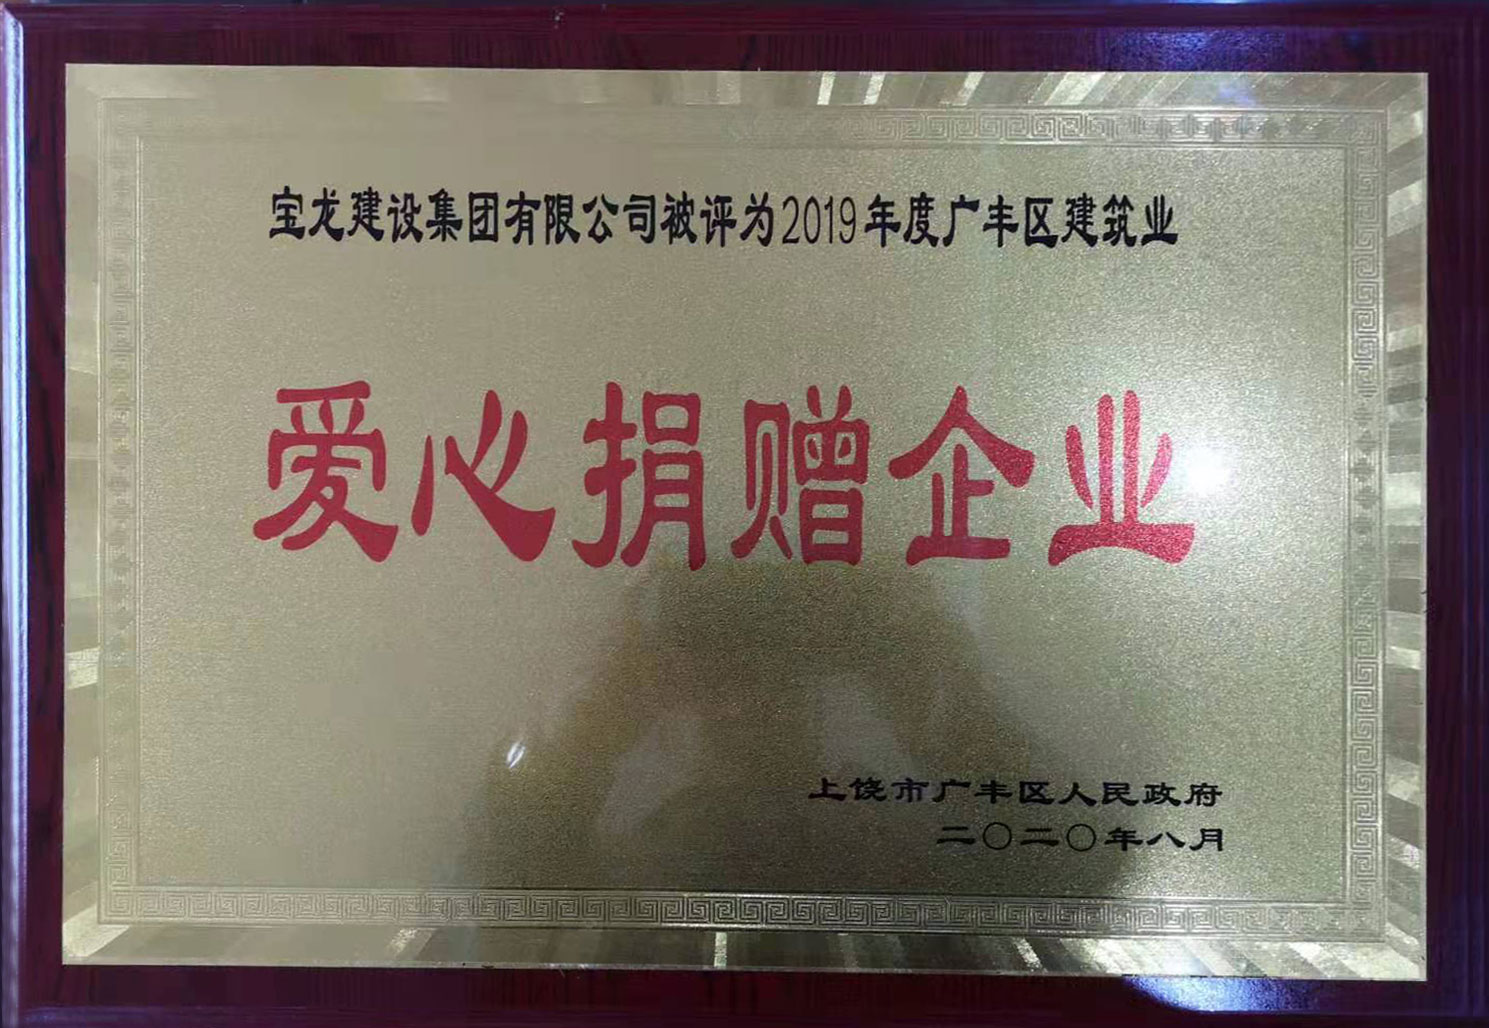 宝龙建设集团有限公司被评为2019年度广丰区建筑业
爱心捐赠企业
上饶市广丰区人民政府
二〇二〇年八月